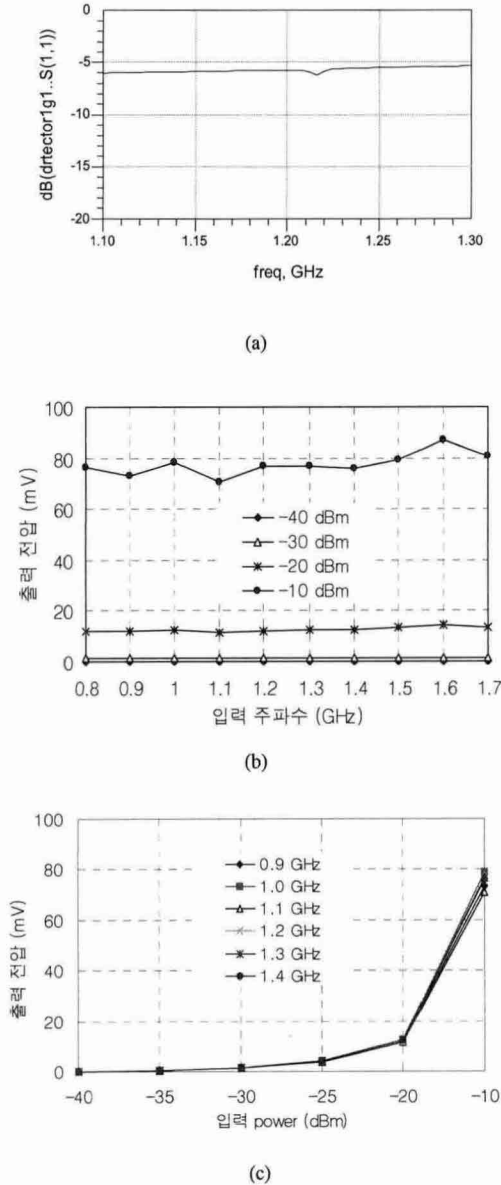 0
-5
-10
-15
-20
dB(drtector1g1..S(1,1))
1.10
1.15
1.20
1.25
1.30
freq, GHz
(a)
100
80
60
40
20
0
출력 전압 (mV)
-40 dBm
-30 dBm
-20 dBm
-10 dBm
0.8
0.9
1
1.1
1.2
1.3
1.4
1.5
1.6
1.7
입력 주파수 (GHz)
(b)
100
80
60
40
20
0
출력 전압 (mV)
0.9 GHz
1.0 GHz
1.1 GHz
1.2 GHz
1.3 GHz
1.4 GHz
-40
-35
-30
-25
-20
-10
입력 power (dBm)
(c)